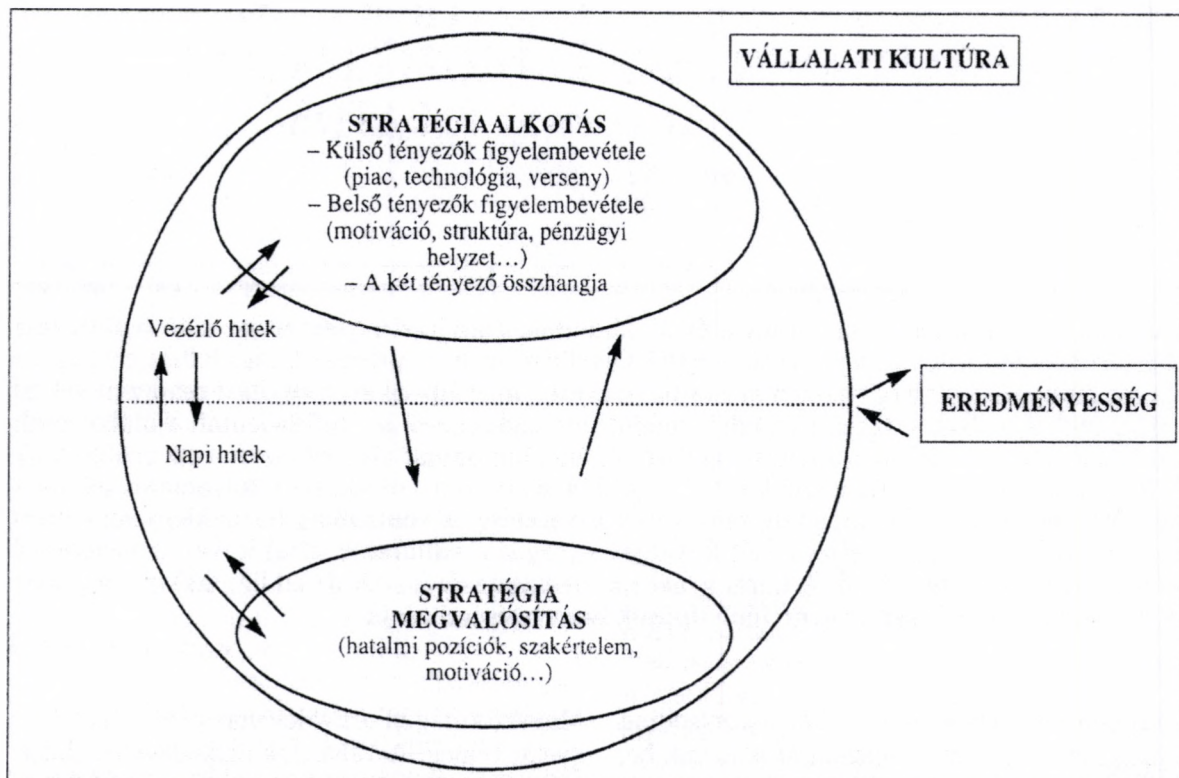 VÁLLALATI KULTÚRA
STRATÉGIAALKOTÁS
– Külső tényezők figyelembevétele
(piac, technológia, verseny)
– Belső tényezők figyelembevétele
(motiváció, struktúra, pénzügyi
helyzet...)
– A két tényező összhangja
Vezérlő hitek
Napi hitek
EREDMÉNYESSÉG
STRATÉGIA
MEGVALÓSÍTÁS
(hatalmi pozíciók, szakértelem,
motiváció...)